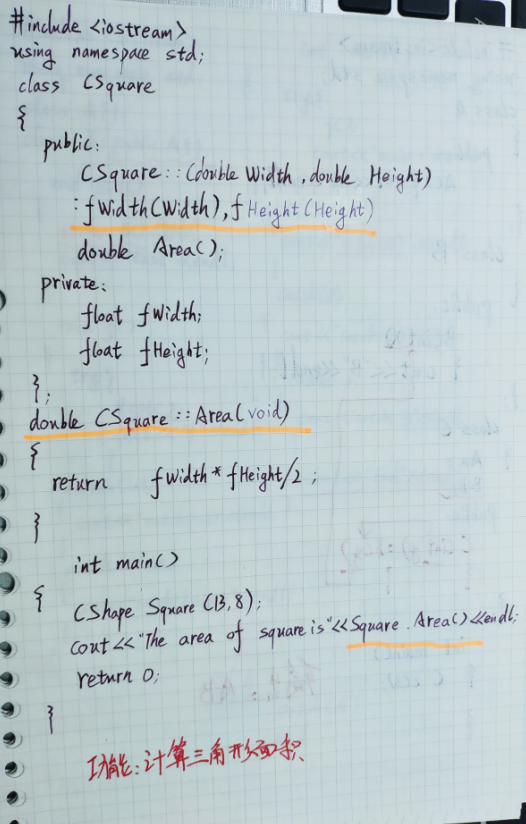 #include <iostream>
using namespace std;
class CSquare
{
public:
CSquare::(double Width, double Height)
:fWidth(Width),fHeight(Height)
double Area();
private:
float fWidth;
float fHeight;
};
double CSquare::Area(void)
{
return fWidth*fHeight/2;
}
int main()
{
CShape Square(13,8);
cout<<"The area of square is"<<Square.Area()<<endl;
return 0;
}
功能:计算三角形面积